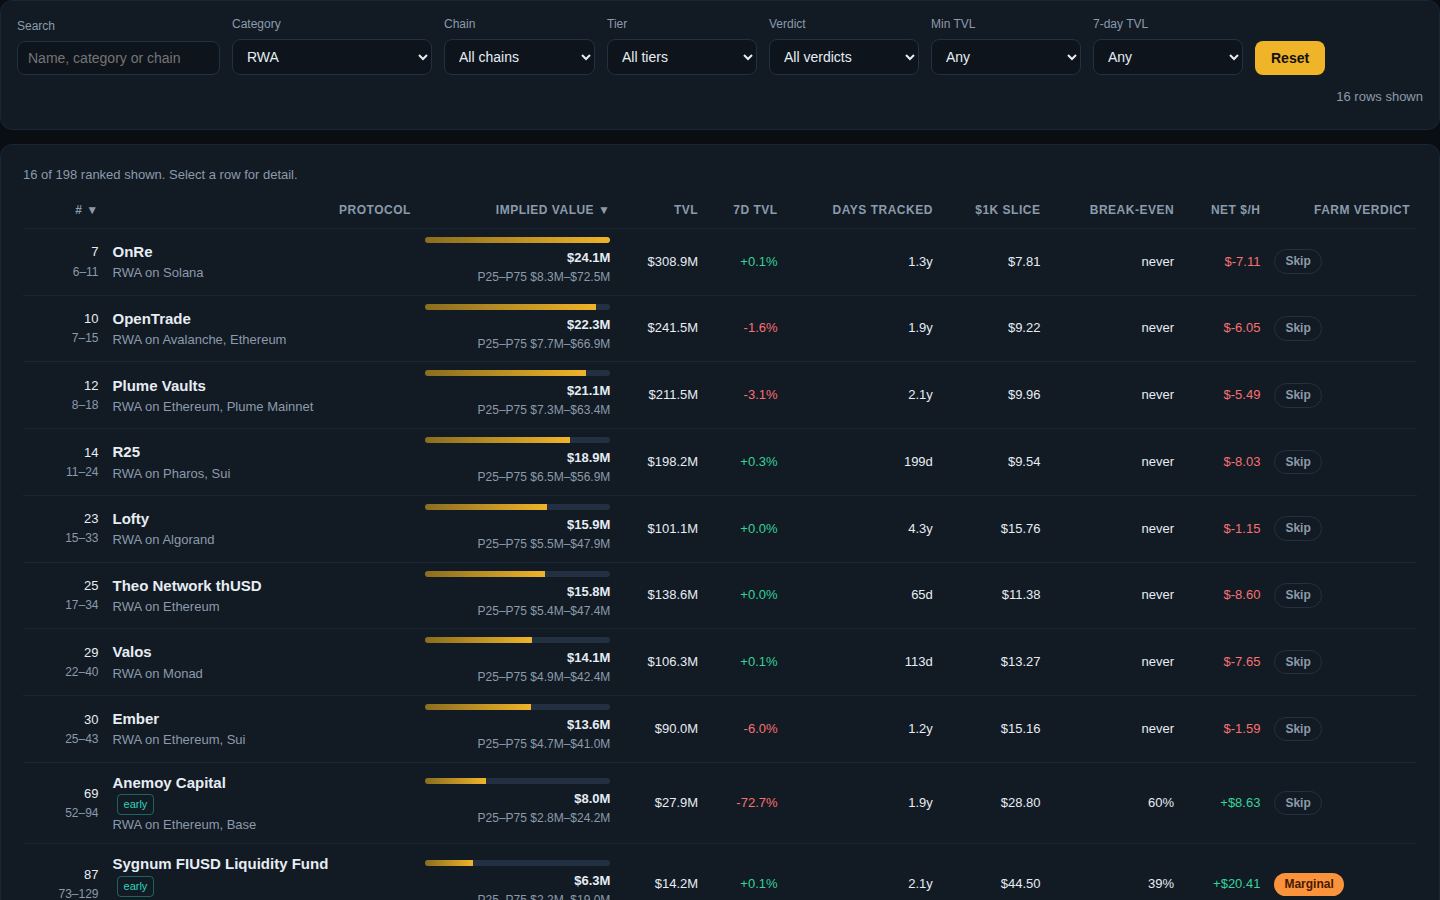 Search
Category
Chain
Tier
Verdict
Min TVL
7-day TVL
Name, category or chain
RWA
All chains
All tiers
All verdicts
Any
Any
Reset
16 rows shown
16 of 198 ranked shown. Select a row for detail.
# ▼ PROTOCOL IMPLIED VALUE ▼ TVL 7D TVL DAYS TRACKED $1K SLICE BREAK-EVEN NET $/H FARM VERDICT
7 OnRe $24.1M $308.9M +0.1% 1.3y $7.81 never $-7.11 Skip
6–11 RWA on Solana P25–P75 $8.3M–$72.5M
10 OpenTrade $22.3M $241.5M -1.6% 1.9y $9.22 never $-6.05 Skip
7–15 RWA on Avalanche, Ethereum P25–P75 $7.7M–$66.9M
12 Plume Vaults $21.1M $211.5M -3.1% 2.1y $9.96 never $-5.49 Skip
8–18 RWA on Ethereum, Plume Mainnet P25–P75 $7.3M–$63.4M
14 R25 $18.9M $198.2M +0.3% 199d $9.54 never $-8.03 Skip
11–24 RWA on Pharos, Sui P25–P75 $6.5M–$56.9M
23 Lofty $15.9M $101.1M +0.0% 4.3y $15.76 never $-1.15 Skip
15–33 RWA on Algorand P25–P75 $5.5M–$47.9M
25 Theo Network thUSD $15.8M $138.6M +0.0% 65d $11.38 never $-8.60 Skip
17–34 RWA on Ethereum P25–P75 $5.4M–$47.4M
29 Valos $14.1M $106.3M +0.1% 113d $13.27 never $-7.65 Skip
22–40 RWA on Monad P25–P75 $4.9M–$42.4M
30 Ember $13.6M $90.0M -6.0% 1.2y $15.16 never $-1.59 Skip
25–43 RWA on Ethereum, Sui P25–P75 $4.7M–$41.0M
Anemoy Capital
69 early $8.0M $27.9M -72.7% 1.9y $28.80 60% +$8.63 Skip
52–94 RWA on Ethereum, Base P25–P75 $2.8M–$24.2M
Sygnum FIUSD Liquidity Fund
87 early $6.3M $14.2M +0.1% 2.1y $44.50 39% +$20.41 Marginal
73–129 P25–P75 $2.2M–$19.0M